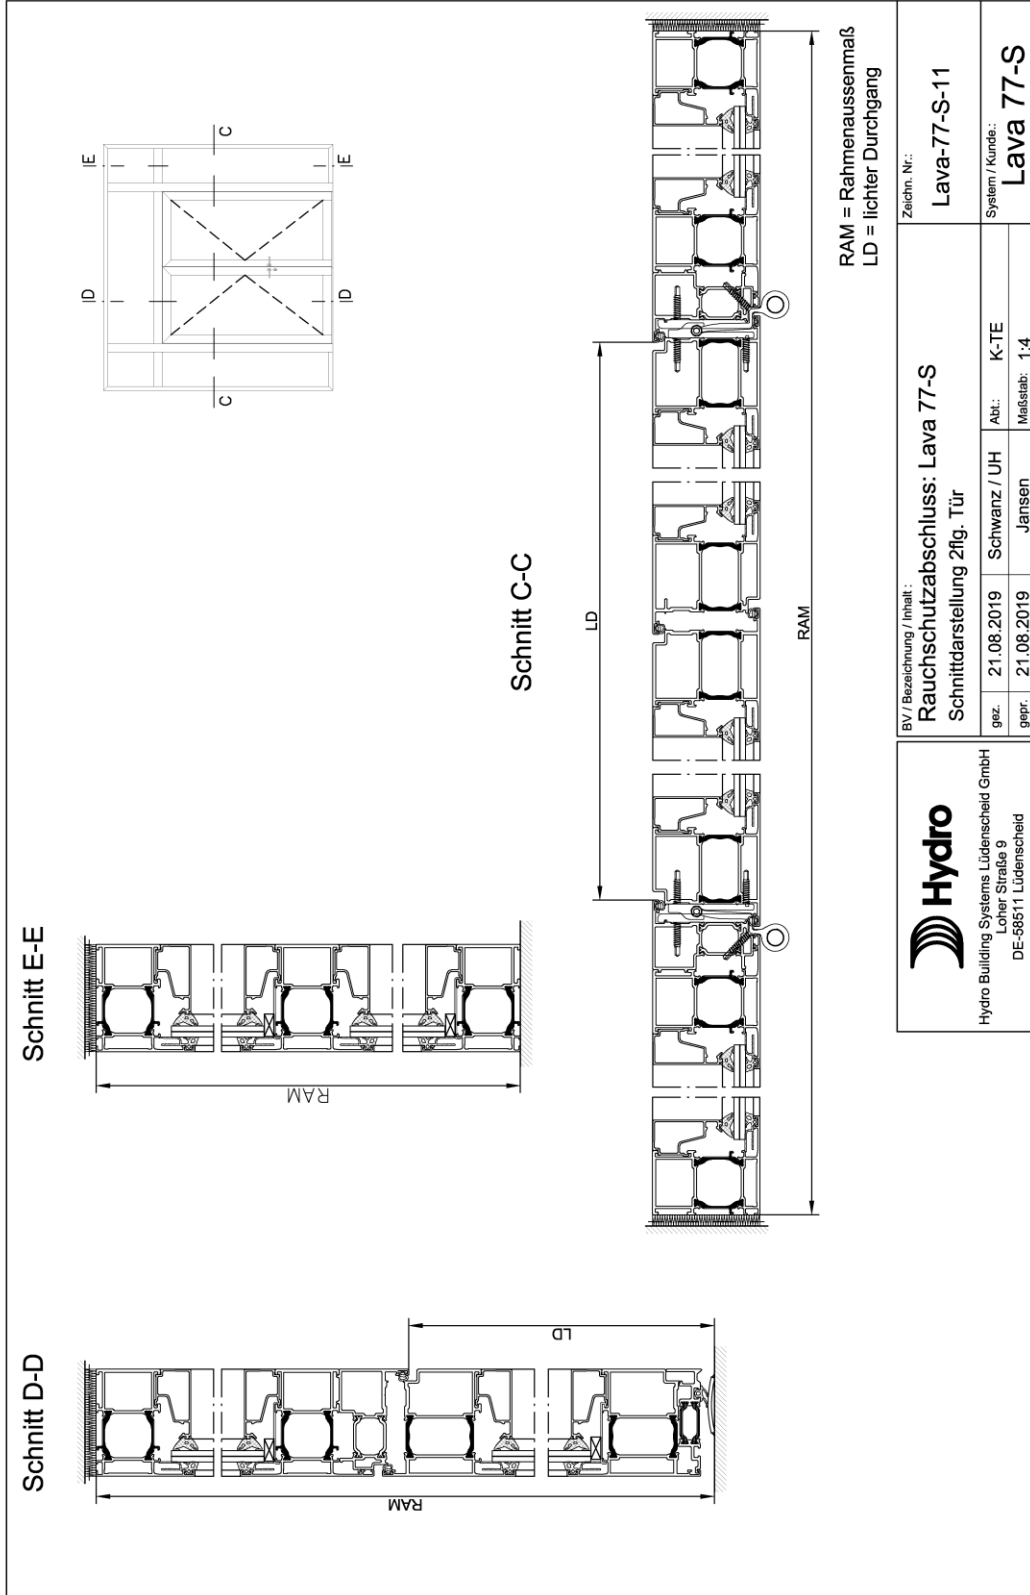 Schnitt D-D
RAM
LD
Schnitt E-E
RAM
E
E
D
D
C
C
Schnitt C-C
LD
RAM
RAM = Rahmenaussenmaß
LD = lichter Durchgang
Hydro
Hydro Building Systems Lüdenscheid GmbH
Loher Straße 9
DE-58511 Lüdenscheid
BV / Bezeichnung / Inhalt :
Rauchschutzabschluss: Lava 77-S
Schnittdarstellung 2flg. Tür
Zeichn. Nr.:
Lava-77-S-11
gez. 21.08.2019 Schwanz / UH Abt.: K-TE
gepr. 21.08.2019 Jansen Maßstab: 1:4
System / Kunde.:
Lava 77-S